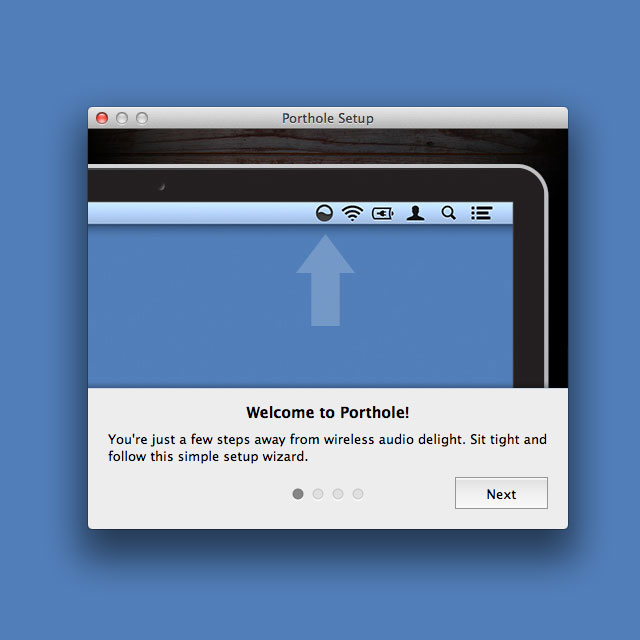 Porthole Setup
Welcome to Porthole!
You're just a few steps away from wireless audio delight. Sit tight and
follow this simple setup wizard.
Next